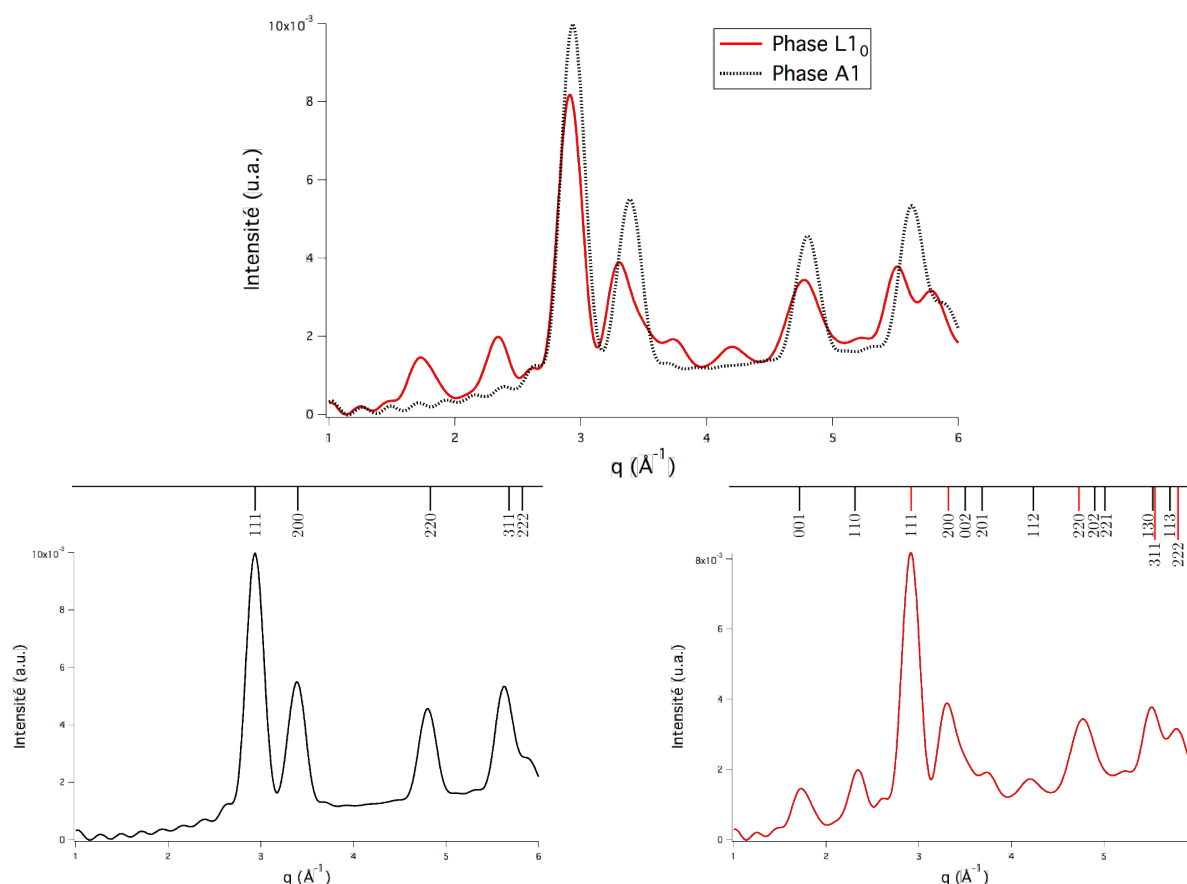 10x10⁻³
8
6
4
2
0
Intensité (u.a.)
Phase L1₀
Phase A1
1 2 3 4 5 6
q (Å⁻¹)
111 200 220 311 222
10x10⁻³
8
6
4
2
0
Intensité (a.u.)
1 2 3 4 5 6
q (Å⁻¹)
001 110 111 200 002 201 112 220 202 221 130 113
311 222
8x10⁻³
6
4
2
0
Intensité (u.a.)
1 2 3 4 5
q (Å⁻¹)